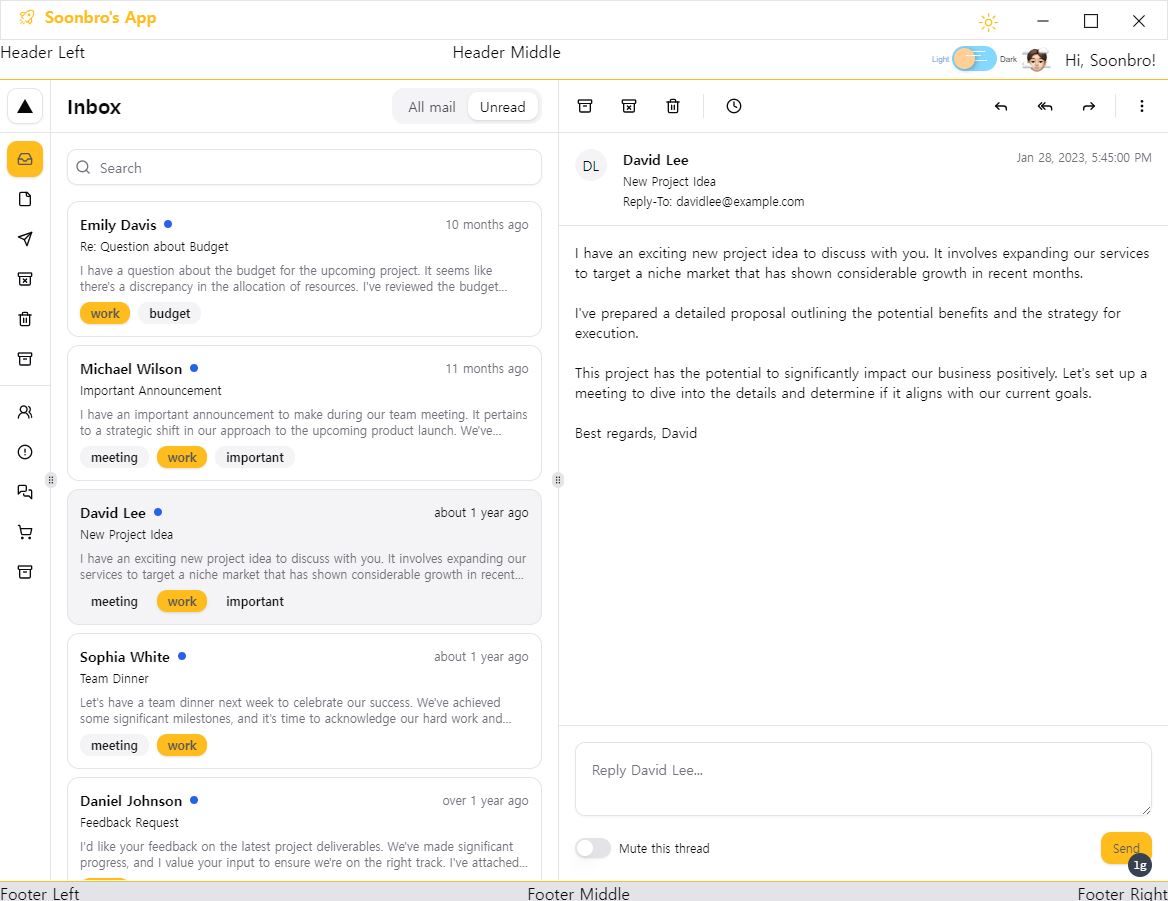 Soonbro's App
Header Left
Header Middle
Light
Dark
Hi, Soonbro!
Inbox
All mail
Unread
Search
Emily Davis
10 months ago
Re: Question about Budget
I have a question about the budget for the upcoming project. It seems like
there's a discrepancy in the allocation of resources. I've reviewed the budget...
work
budget
Michael Wilson
11 months ago
Important Announcement
I have an important announcement to make during our team meeting. It pertains
to a strategic shift in our approach to the upcoming product launch. We've...
meeting
work
important
David Lee
about 1 year ago
New Project Idea
I have an exciting new project idea to discuss with you. It involves expanding our
services to target a niche market that has shown considerable growth in recent...
meeting
work
important
Sophia White
about 1 year ago
Team Dinner
Let's have a team dinner next week to celebrate our success. We've achieved
some significant milestones, and it's time to acknowledge our hard work and...
meeting
work
Daniel Johnson
over 1 year ago
Feedback Request
I'd like your feedback on the latest project deliverables. We've made significant
progress, and I value your input to ensure we're on the right track. I've attached...
DL
David Lee
Jan 28, 2023, 5:45:00 PM
New Project Idea
Reply-To: davidlee@example.com
I have an exciting new project idea to discuss with you. It involves expanding our services
to target a niche market that has shown considerable growth in recent months.
I've prepared a detailed proposal outlining the potential benefits and the strategy for
execution.
This project has the potential to significantly impact our business positively. Let's set up a
meeting to dive into the details and determine if it aligns with our current goals.
Best regards, David
Reply David Lee...
Mute this thread
Send
lg
Footer Left
Footer Middle
Footer Right